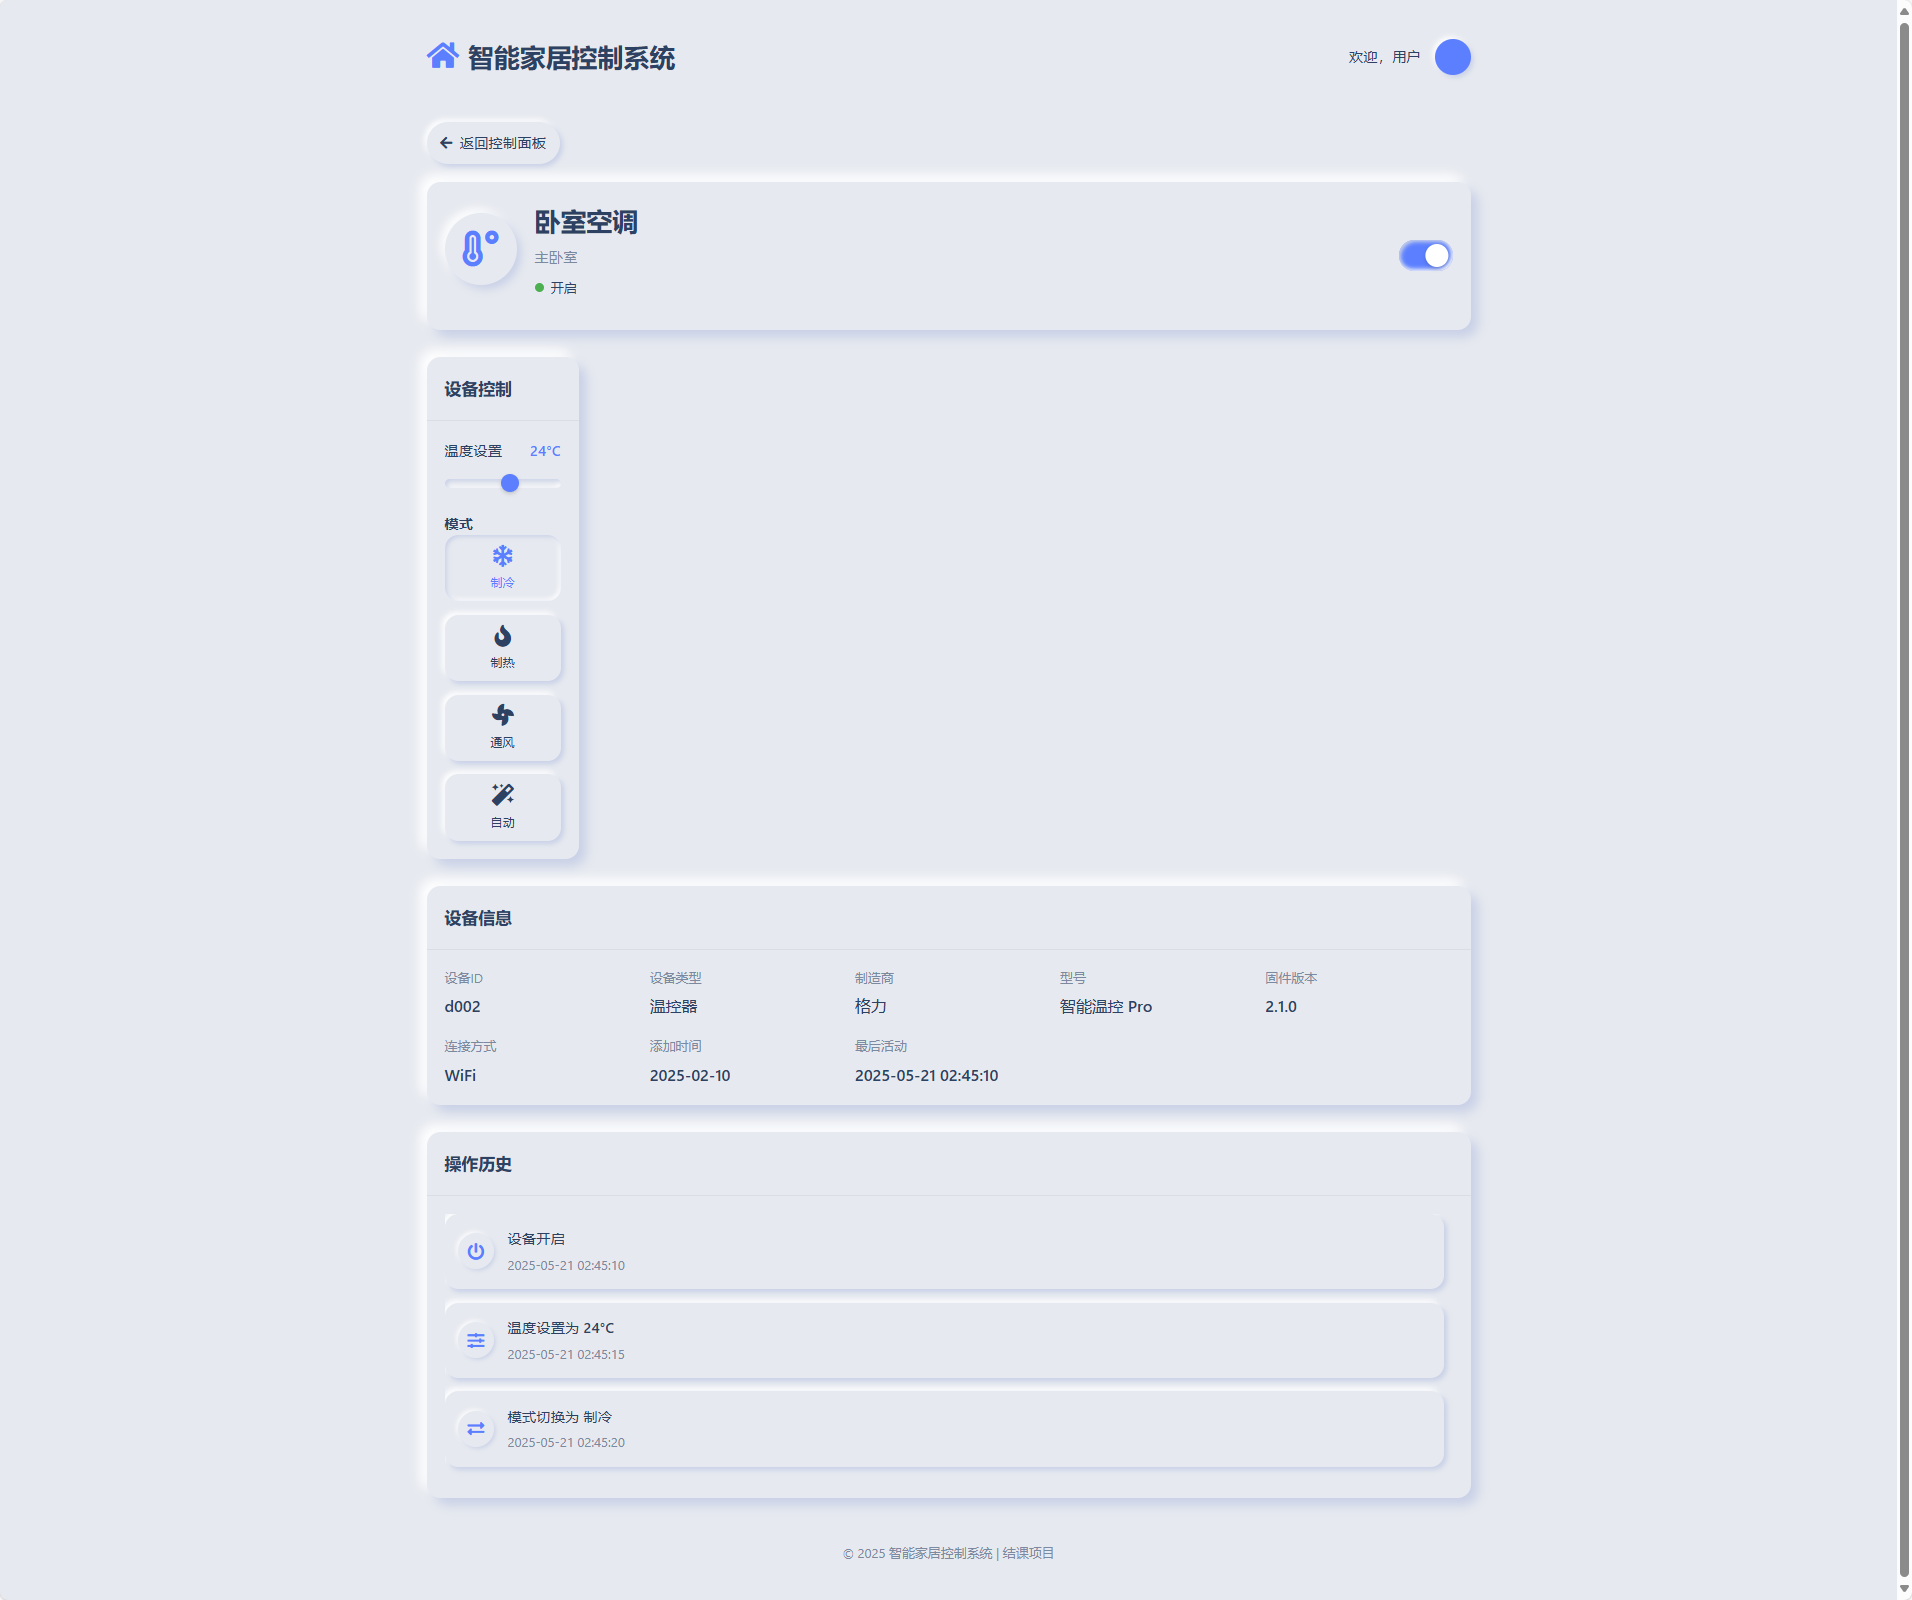 智能家居控制系统
欢迎，用户
返回控制面板
卧室空调
主卧室
开启
设备控制
温度设置 24°C
模式
制冷
制热
通风
自动
设备信息
设备ID 设备类型 制造商 型号 固件版本
d002 温控器 格力 智能温控 Pro 2.1.0
连接方式 添加时间 最后活动
WiFi 2025-02-10 2025-05-21 02:45:10
操作历史
设备开启
2025-05-21 02:45:10
温度设置为 24°C
2025-05-21 02:45:15
模式切换为 制冷
2025-05-21 02:45:20
© 2025 智能家居控制系统 | 结课项目